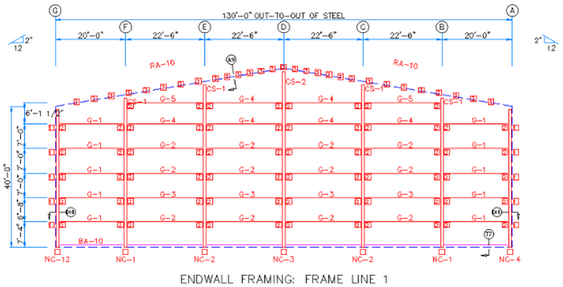 G 130'-0" OUT-TO-OUT OF STEEL A
F E D C B
20'-0" 22'-6" 22'-6" 22'-6" 22'-6" 20'-0"
2" 12 2" 12
RA-10 A9 RA-10
CS-1 CS-1 CS-2 CS-1 CS-1
G-5 G-4 G-4 G-5
6"-1 1/2"
G-1 G-4 G-4 G-4 G-4 G-1
7'-0"
G-1 G-2 G-2 G-2 G-2 G-1
7'-0"
G-1 G-2 G-2 G-2 G-2 G-1
7'-0"
40'-0"
G-1 G-3 G-3 G-3 G-3 G-1
6'-8"
G-1 G-2 G-2 G-2 G-2 G-1
7'-4"
BA-10 T7
NC-12 NC-1 NC-2 NC-3 NC-2 NC-1 NC-4
ENDWALL FRAMING: FRAME LINE 1